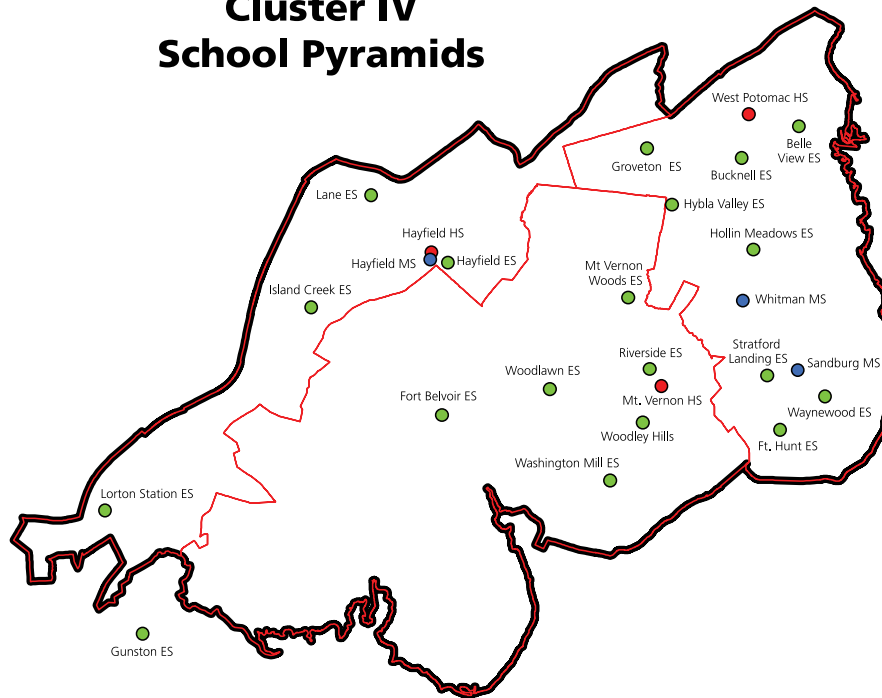 Cluster IV
School Pyramids
West Potomac HS
Belle
View ES
Groveton ES
Bucknell ES
Lane ES
Hybla Valley ES
Hayfield HS
Hollin Meadows ES
Hayfield MS
Hayfield ES
Mt Vernon
Woods ES
Island Creek ES
Whitman MS
Stratford
Landing ES
Riverside ES
Sandburg MS
Woodlawn ES
Fort Belvoir ES
Mt. Vernon HS
Waynewood ES
Woodley Hills
Ft. Hunt ES
Washington Mill ES
Lorton Station ES
Gunston ES